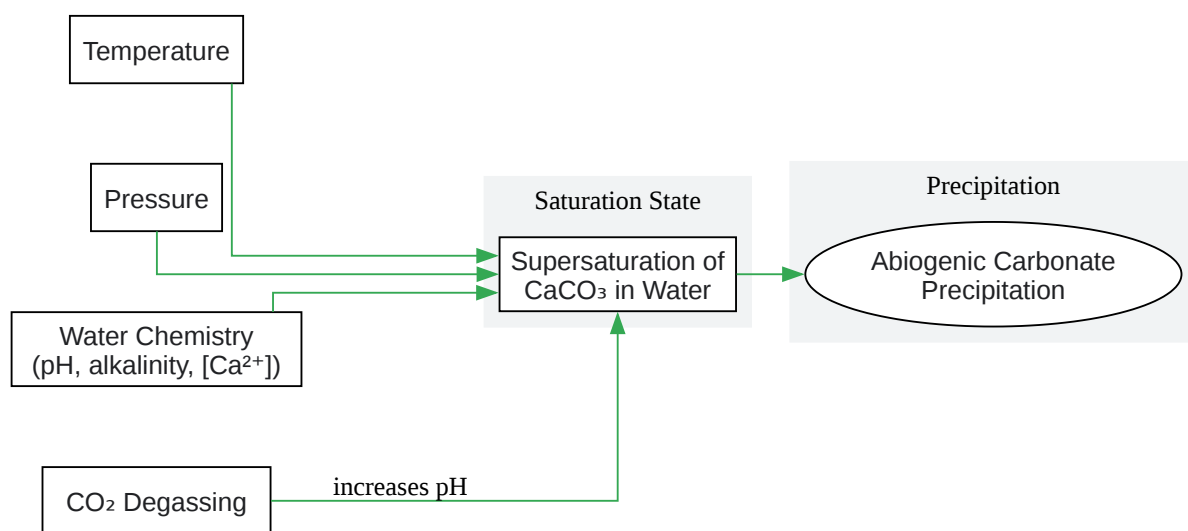 Temperature
Pressure
Saturation State
Precipitation
Supersaturation of
CaCO₃ in Water
Abiogenic Carbonate
Precipitation
Water Chemistry
(pH, alkalinity, [Ca²⁺])
CO₂ Degassing
increases pH